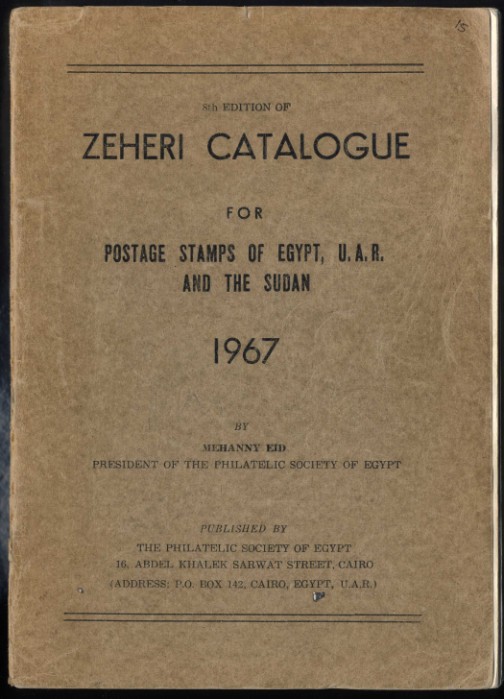 15
8th EDITION OF
ZEHERI CATALOGUE
FOR
POSTAGE STAMPS OF EGYPT, U.A.R.
AND THE SUDAN
1967
BY
MEHANNY EID
PRESIDENT OF THE PHILATELIC SOCIETY OF EGYPT
PUBLISHED BY
THE PHILATELIC SOCIETY OF EGYPT
16, ABDEL KHALEK SARWAT STREET, CAIRO
(ADDRESS: P.O. BOX 142, CAIRO, EGYPT, U.A.R.)